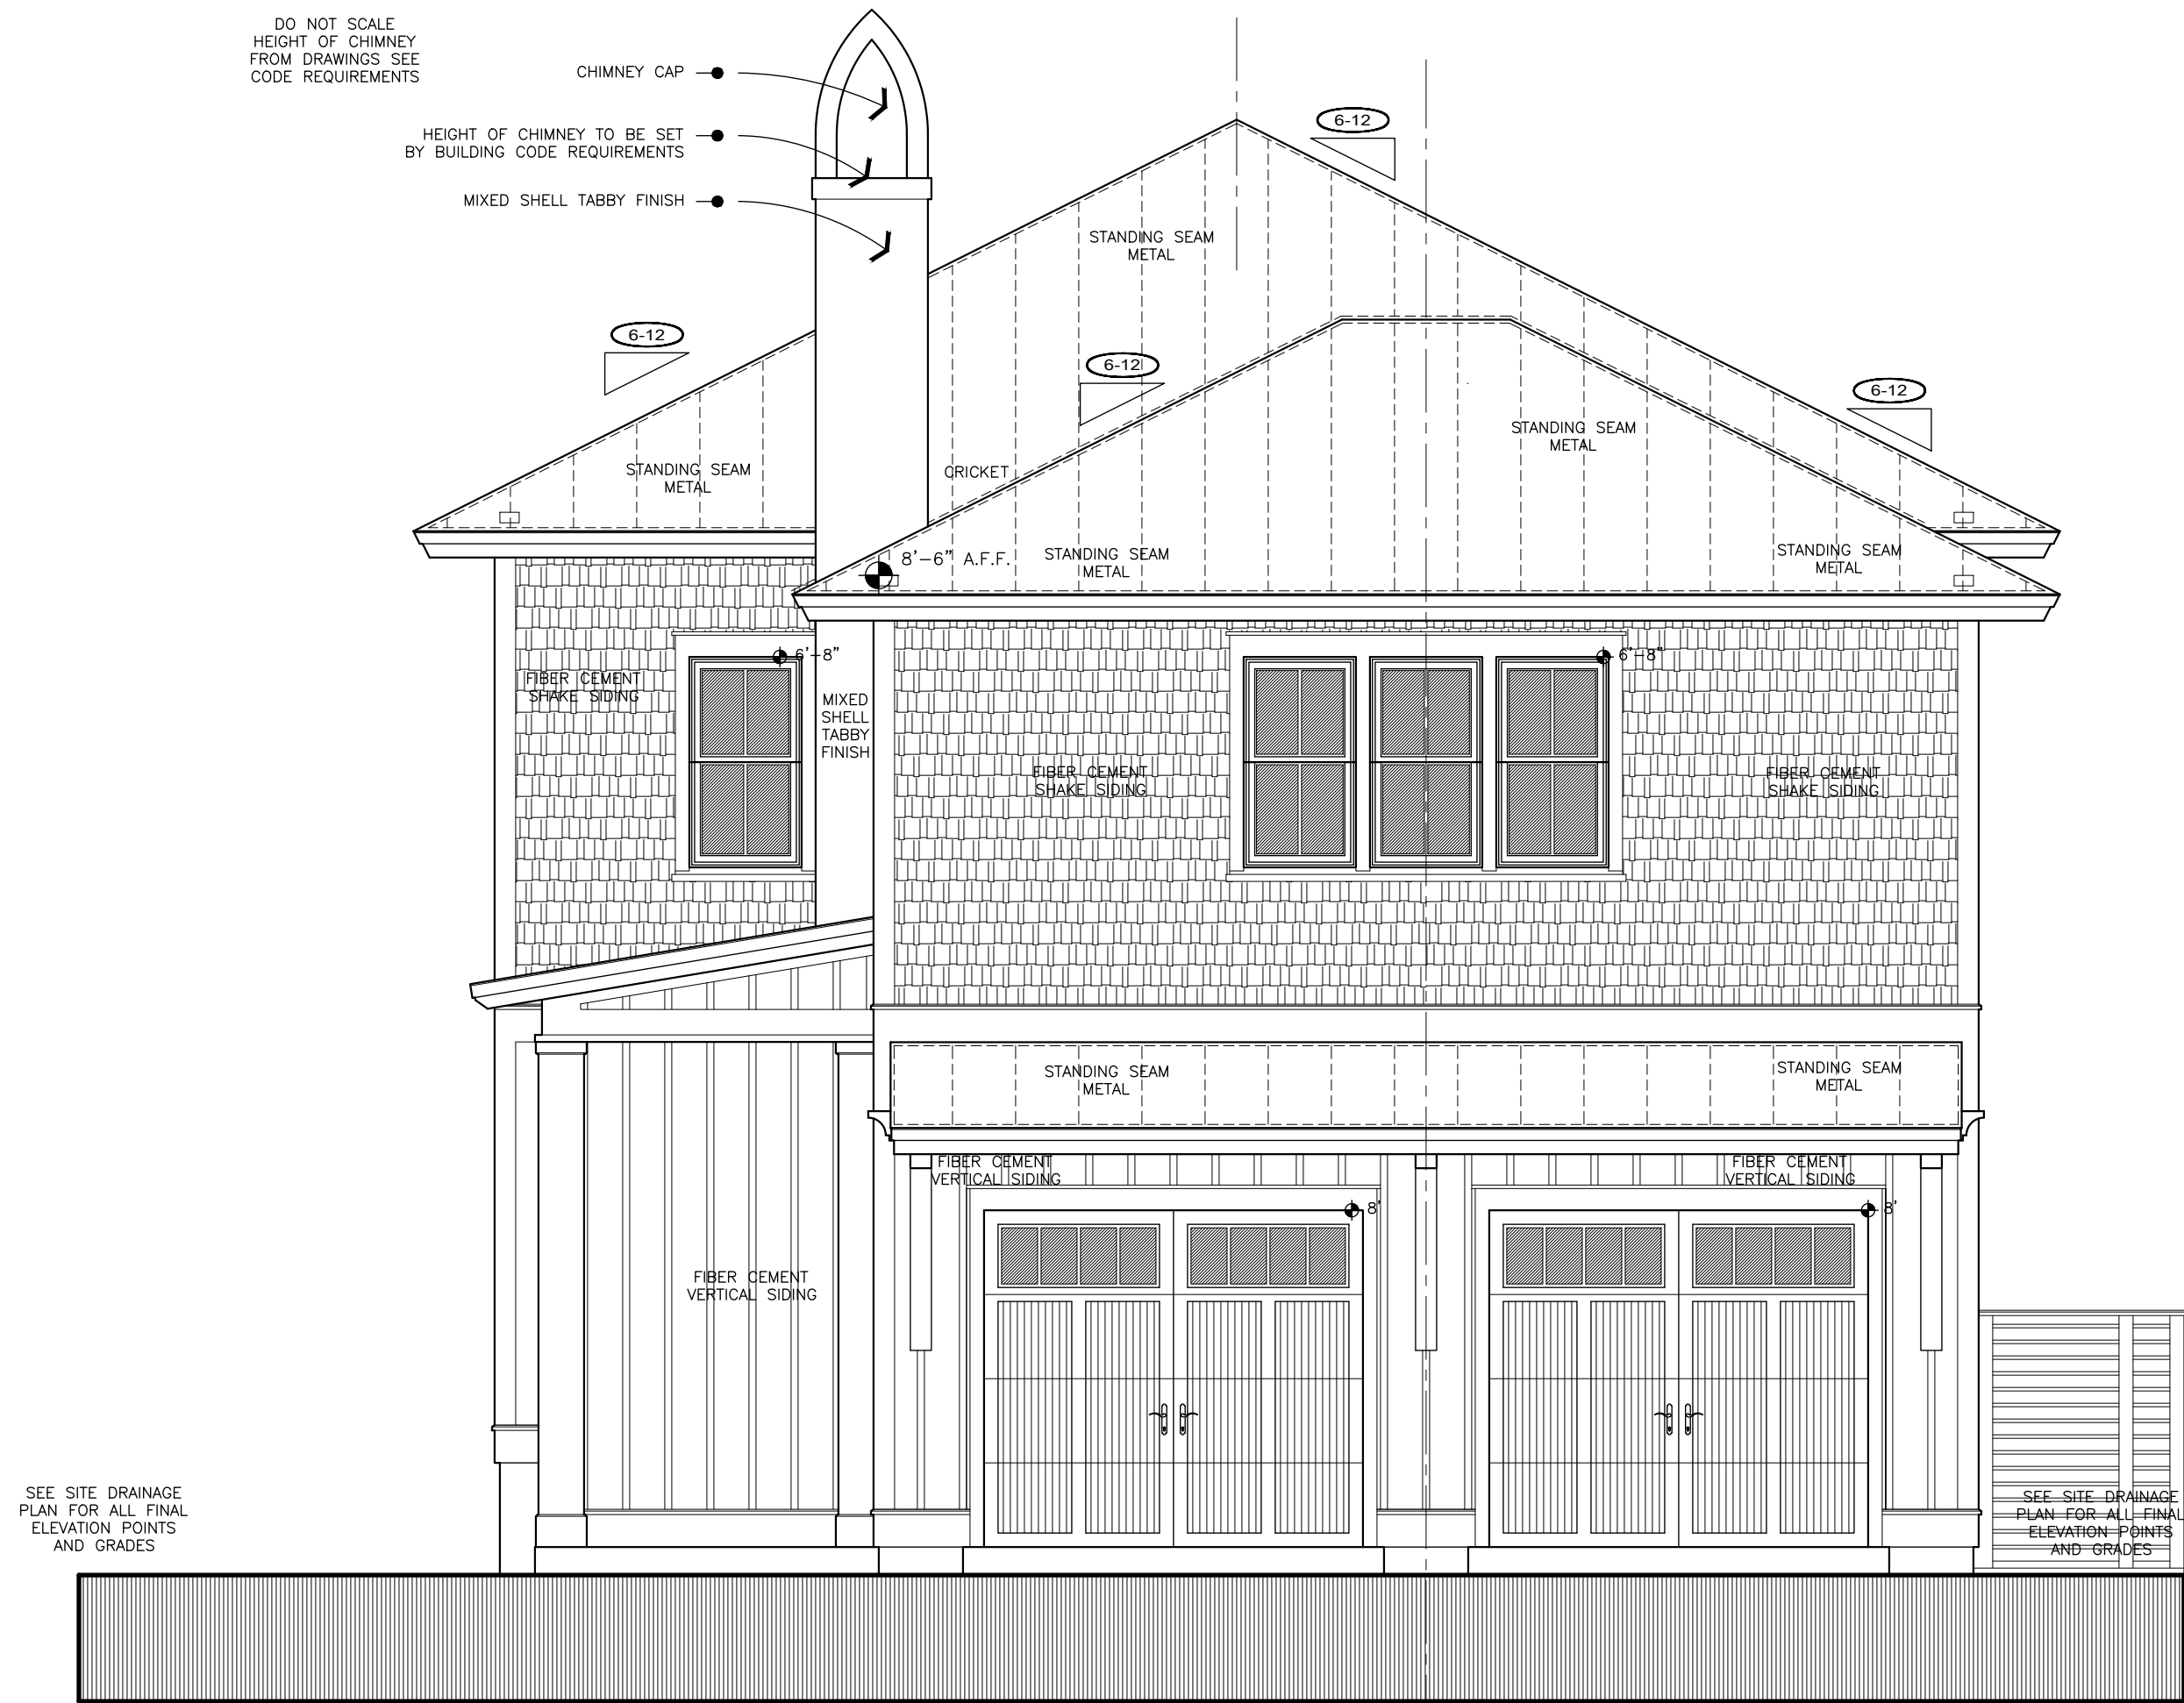 DO NOT SCALE
HEIGHT OF CHIMNEY
FROM DRAWINGS SEE
CODE REQUIREMENTS
CHIMNEY CAP
HEIGHT OF CHIMNEY TO BE SET
BY BUILDING CODE REQUIREMENTS
MIXED SHELL TABBY FINISH
6-12
STANDING SEAM
METAL
6-12
6-12
6-12
STANDING SEAM
METAL
STANDING SEAM
METAL
CRICKET
8'-6" A.F.F.
STANDING SEAM
METAL
STANDING SEAM
METAL
6'-8"
6'-8"
FIBER CEMENT
SHAKE SIDING
MIXED
SHELL
TABBY
FINISH
FIBER CEMENT
SHAKE SIDING
FIBER CEMENT
SHAKE SIDING
STANDING SEAM
METAL
STANDING SEAM
METAL
FIBER CEMENT
VERTICAL SIDING
FIBER CEMENT
VERTICAL SIDING
8'
8'
FIBER CEMENT
VERTICAL SIDING
SEE SITE DRAINAGE
PLAN FOR ALL FINAL
ELEVATION POINTS
AND GRADES
SEE SITE DRAINAGE
PLAN FOR ALL FINAL
ELEVATION POINTS
AND GRADES